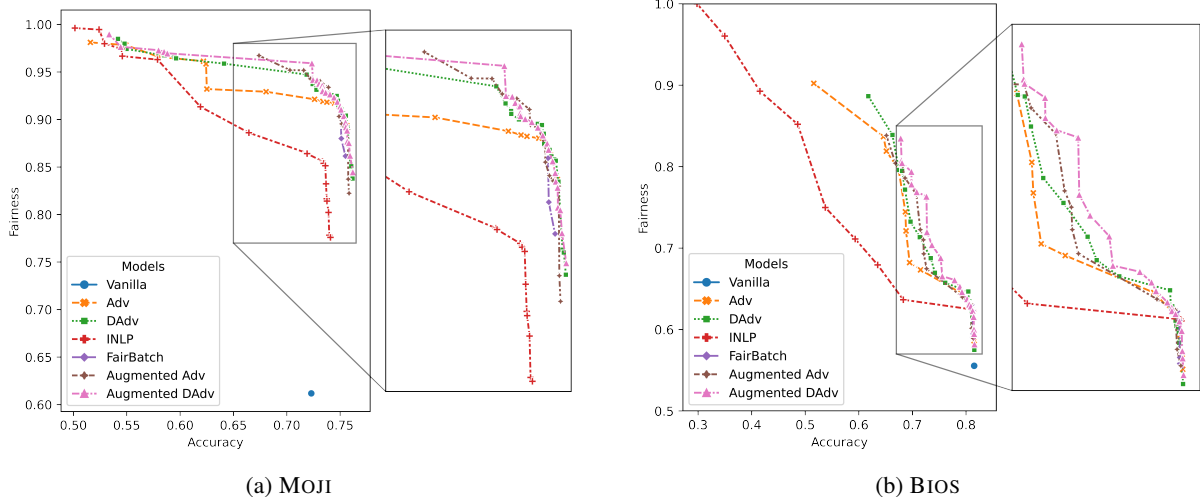 1.00
0.95
0.90
0.85
0.80
0.75
0.70
0.65
0.60
Fairness
0.50
0.55
0.60
0.65
0.70
0.75
Accuracy
Models
Vanilla
Adv
DAdv
INLP
FairBatch
Augmented Adv
Augmented DAdv
(a) MOJI
1.0
0.9
0.8
0.7
0.6
0.5
Fairness
0.3
0.4
0.5
0.6
0.7
0.8
Accuracy
Models
Vanilla
Adv
DAdv
INLP
FairBatch
Augmented Adv
Augmented DAdv
(b) BIOS